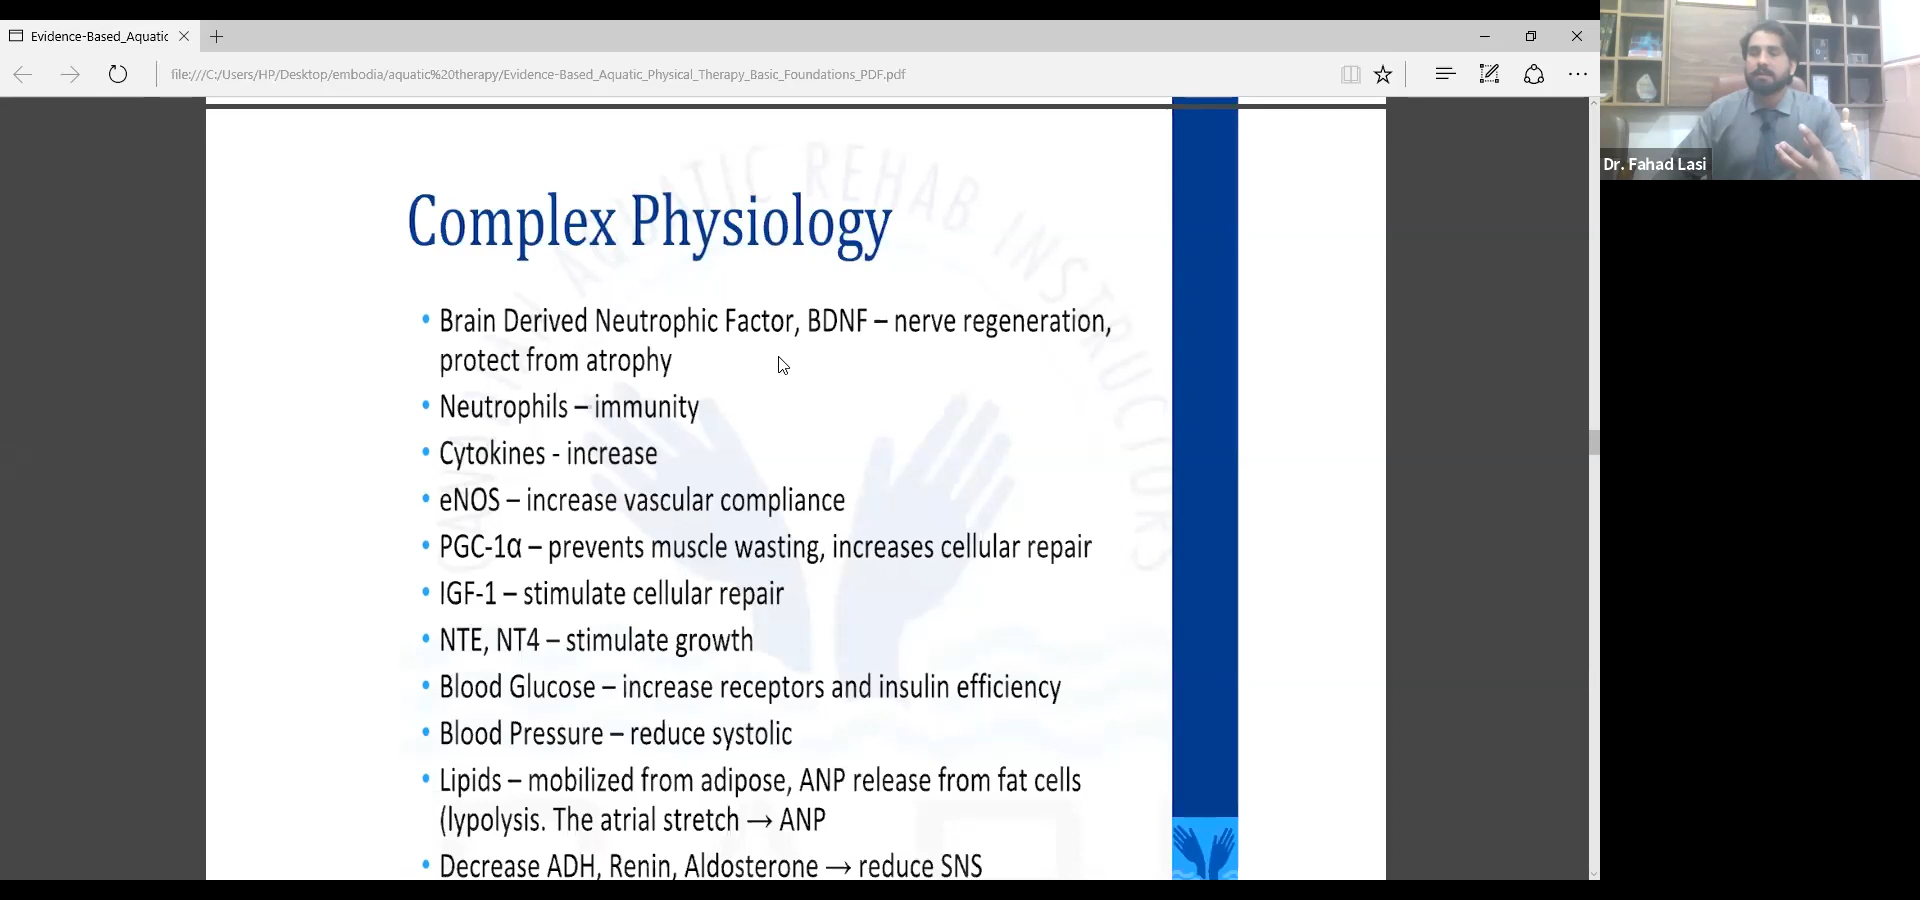 Evidence-Based_Aquatic
file:///C:/Users/HP/Desktop/embodia/aquatic%20therapy/Evidence-Based_Aquatic_Physical_Therapy_Basic_Foundations_PDF.pdf
Dr. Fahad Lasi
AQUATIC REHAB INSTRUCTORS
Complex Physiology
• Brain Derived Neutrophic Factor, BDNF – nerve regeneration,
protect from atrophy
• Neutrophils – immunity
• Cytokines - increase
• eNOS – increase vascular compliance
• PGC-1α – prevents muscle wasting, increases cellular repair
• IGF-1 – stimulate cellular repair
• NTE, NT4 – stimulate growth
• Blood Glucose – increase receptors and insulin efficiency
• Blood Pressure – reduce systolic
• Lipids – mobilized from adipose, ANP release from fat cells
(lypolysis. The atrial stretch → ANP
• Decrease ADH, Renin, Aldosterone → reduce SNS